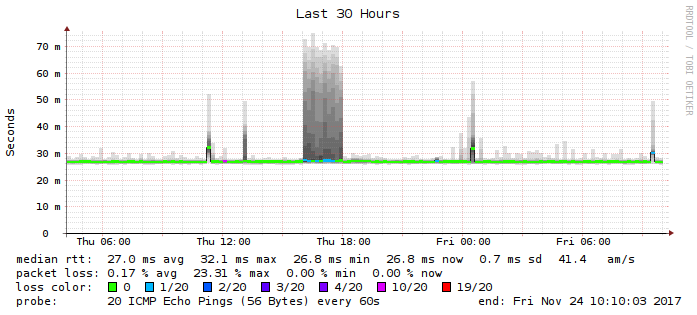 Last 30 Hours
RRDTOOL / TOBI OETIKER
Seconds
70 m
60 m
50 m
40 m
30 m
20 m
10 m
0
Thu 06:00 Thu 12:00 Thu 18:00 Fri 00:00 Fri 06:00
median rtt: 27.0 ms avg 32.1 ms max 26.8 ms min 26.8 ms now 0.7 ms sd 41.4 am/s
packet loss: 0.17 % avg 23.31 % max 0.00 % min 0.00 % now
loss color: 0 1/20 2/20 3/20 4/20 10/20 19/20
probe: 20 ICMP Echo Pings (56 Bytes) every 60s end: Fri Nov 24 10:10:03 2017